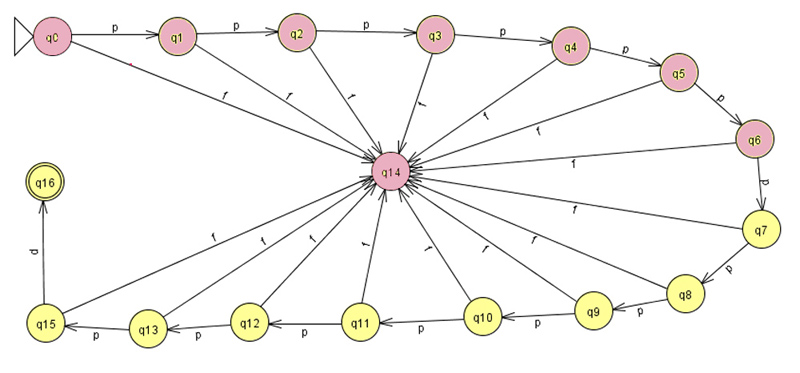 q0 p q1 p q2 p q3 p q4 p q5
p
q6
f f f f f f
q14 f
p
q16
f
q7
p f f f f f f f p
q8
q15 p q13 p q12 p q11 p q10 p q9 p